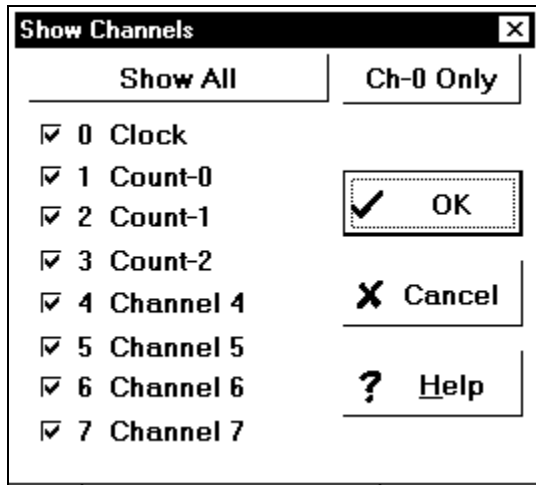 Show Channels
Show All
Ch-0 Only
0 Clock
1 Count-0
2 Count-1
3 Count-2
4 Channel 4
5 Channel 5
6 Channel 6
7 Channel 7
OK
Cancel
? Help